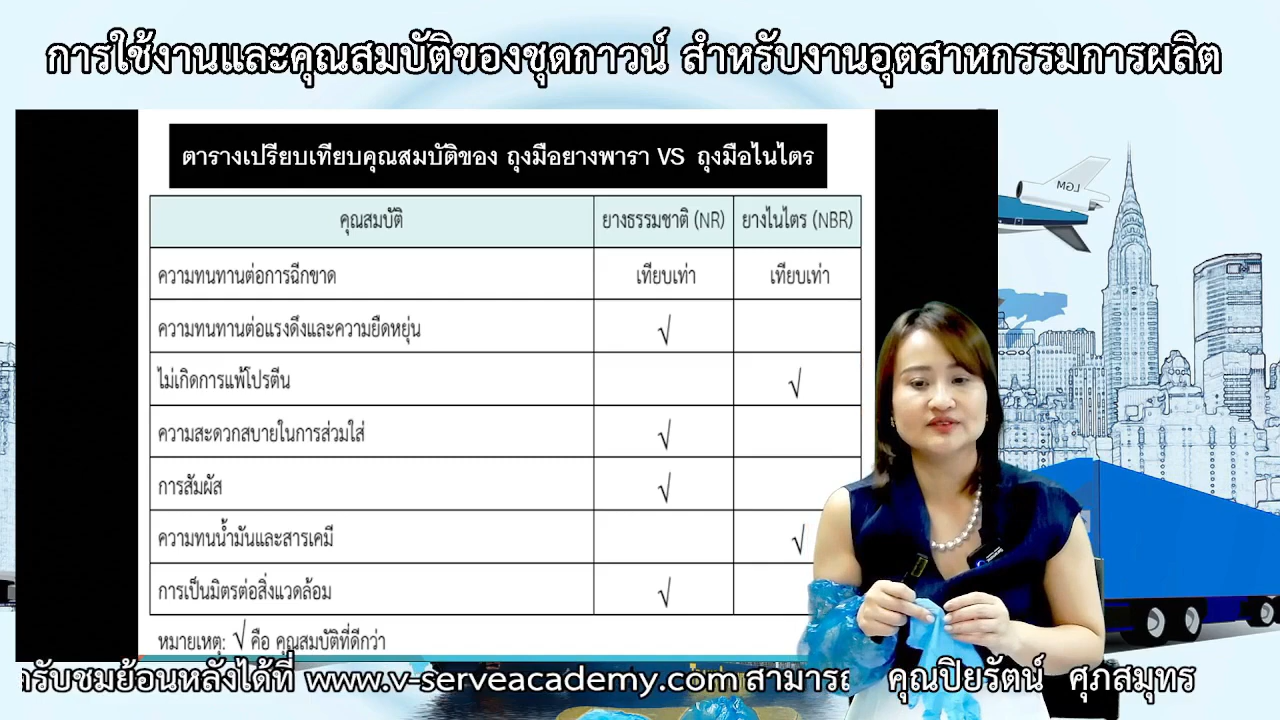 การใช้งานและคุณสมบัติของชุดกาวน์ สำหรับงานอุตสาหกรรมการผลิต
LGM
ตารางเปรียบเทียบคุณสมบัติของ ถุงมือยางพารา VS ถุงมือไนไตร
คุณสมบัติ ยางธรรมชาติ (NR) ยางไนไตร (NBR)
ความทนทานต่อการฉีกขาด เทียบเท่า เทียบเท่า
ความทนทานต่อแรงดึงและความยืดหยุ่น √
ไม่เกิดการแพ้โปรตีน √
ความสะดวกสบายในการส่วมใส่ √
การสัมผัส √
ความทนน้ำมันและสารเคมี √
การเป็นมิตรต่อสิ่งแวดล้อม √
หมายเหตุ: √ คือ คุณสมบัติที่ดีกว่า
รับชมย้อนหลังได้ที่ www.v-serveacademy.com
คุณปิยรัตน์ ศุภสมุทร